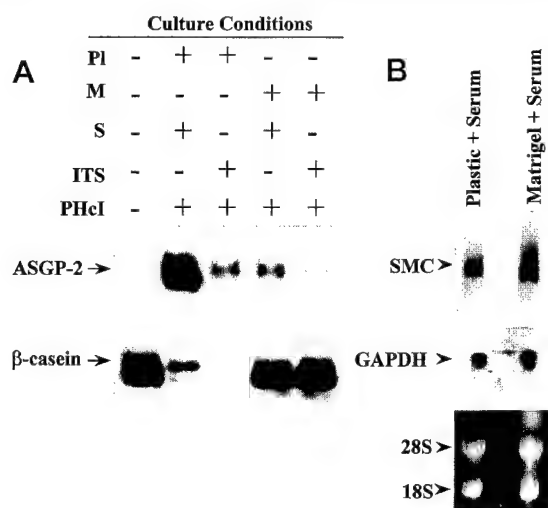 Culture Conditions
A
Pl - + + - -
M - - - + +
S - + - + -
ITS - - + - +
PHcI - + + + +
ASGP-2
β-casein
B
Plastic + Serum
Matrigel + Serum
SMC
GAPDH
28S
18S